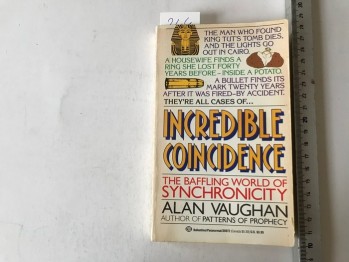 THE MAN WHO FOUND
KING TUT'S TOMB DIES,
AND THE LIGHTS GO
OUT IN CAIRO.
A HOUSEWIFE FINDS A
RING SHE LOST FORTY
YEARS BEFORE–INSIDE A POTATO.
A BULLET FINDS ITS
MARK TWENTY YEARS
AFTER IT WAS FIRED–BY ACCIDENT.
THEY'RE ALL CASES OF...
INCREDIBLE
COINCIDENCE
THE BAFFLING WORLD OF
SYNCHRONICITY
ALAN VAUGHAN
AUTHOR OF PATTERNS OF PROPHECY